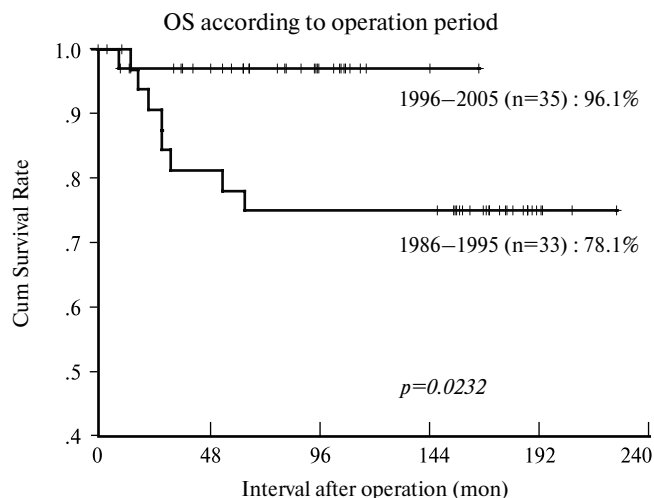 OS according to operation period
1.0
.9
.8
.7
.6
.5
.4
Cum Survival Rate
1996–2005 (n=35) : 96.1%
1986–1995 (n=33) : 78.1%
p=0.0232
0 48 96 144 192 240
Interval after operation (mon)